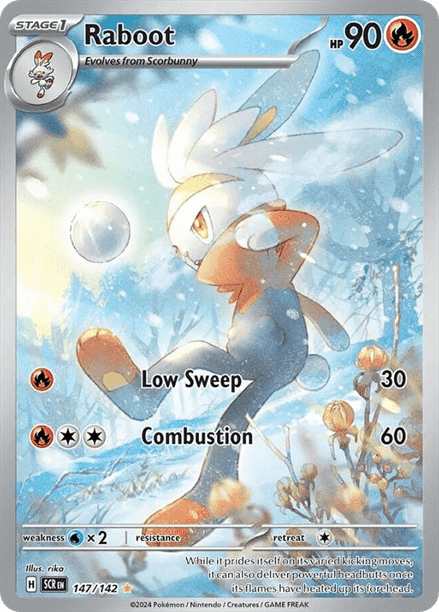 STAGE1
Raboot
HP 90
Evolves from Scorbunny
Low Sweep 30
Combustion 60
weakness ×2 resistance retreat
Illus. rika
While it prides itself on its varied kicking moves,
it can also deliver powerful headbutts once
its flames have heated up its forehead.
H SCR EN 147/142
©2024 Pokémon / Nintendo / Creatures / GAME FREAK